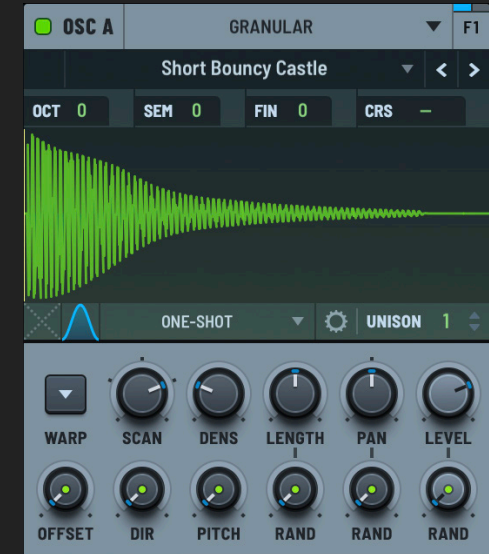 OSC A GRANULAR F1
Short Bouncy Castle < >
OCT 0 SEM 0 FIN 0 CRS –
ONE-SHOT UNISON 1
WARP SCAN DENS LENGTH PAN LEVEL
OFFSET DIR PITCH RAND RAND RAND